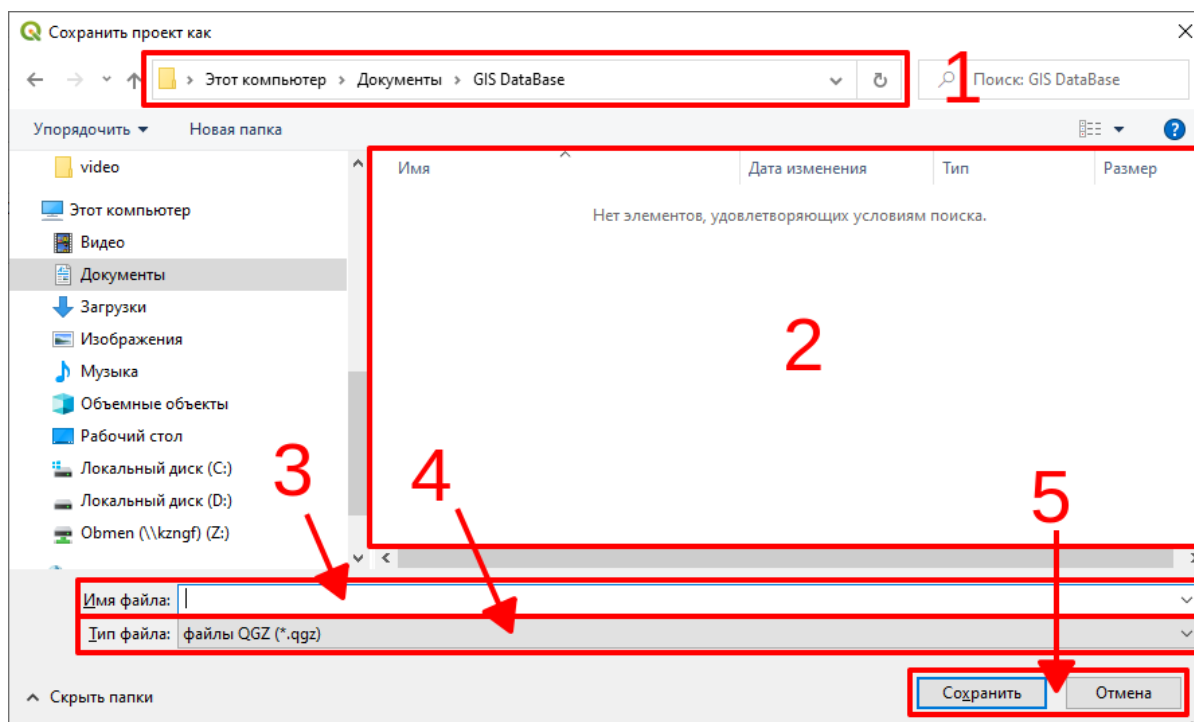 Сохранить проект как
Этот компьютер > Документы > GIS DataBase
1
Поиск: GIS DataBase
Упорядочить
Новая папка
?
video
Этот компьютер
Видео
Документы
Загрузки
Изображения
Музыка
Объемные объекты
Рабочий стол
Локальный диск (C:)
Локальный диск (D:)
Obmen (\\kzngf) (Z:)
Имя Дата изменения Тип Размер
Нет элементов, удовлетворяющих условиям поиска.
2
3
4
5
Имя файла:
Тип файла: файлы QGZ (*.qgz)
Скрыть папки
Сохранить
Отмена